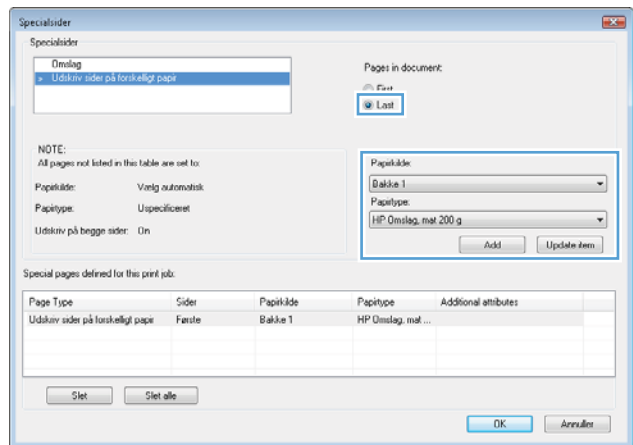 Specialsider
Specialsider
Omslag
» Udskriv sider på forskelligt papir
Pages in document:
First
Last
NOTE:
All pages not listed in this table are set to:
Papirkilde: Vælg automatisk
Papirtype: Uspecificeret
Udskriv på begge sider: On
Papirkilde:
Bakke 1
Papirtype:
HP Omslag, mat 200 g
Add Update item
Special pages defined for this print job:
Page Type Sider Papirkilde Papirtype Additional attributes
Udskriv sider på forskelligt papir Første Bakke 1 HP Omslag, mat ...
Slet Slet alle
OK Annuller